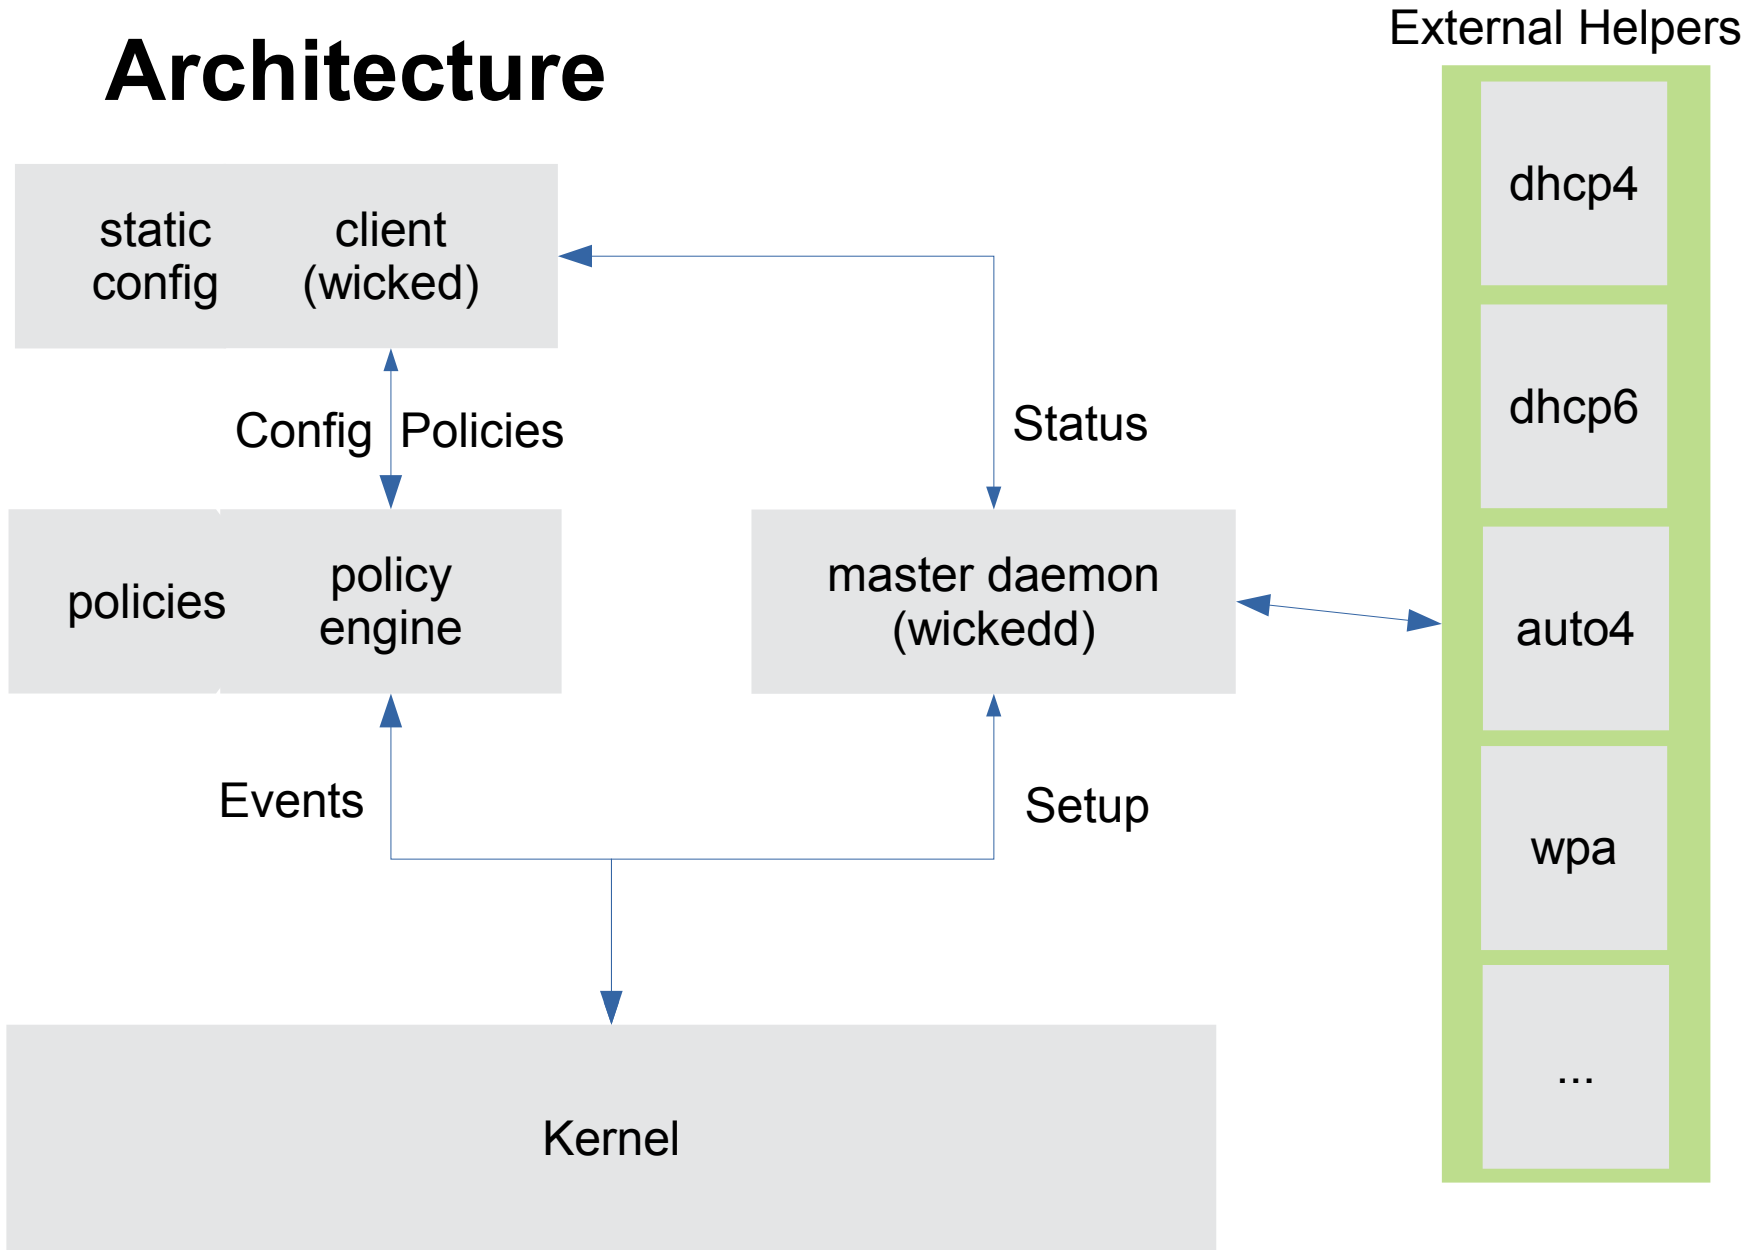 External Helpers
Architecture
dhcp4
static
config
client
(wicked)
dhcp6
Config
Policies
Status
policies
policy
engine
master daemon
(wickedd)
auto4
Events
Setup
wpa
...
Kernel